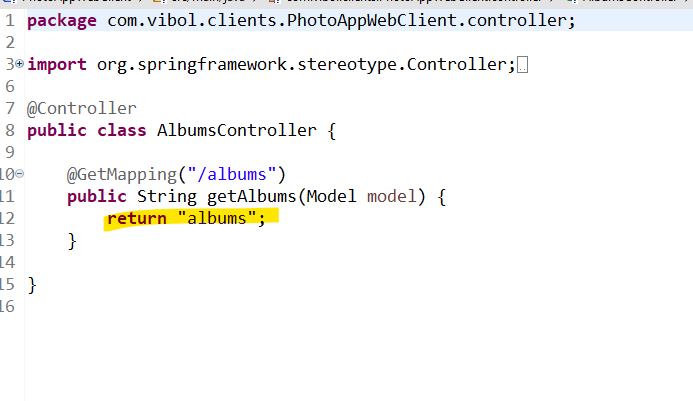 1 package com.vibol.clients.PhotoAppWebClient.controller;
2
3 import org.springframework.stereotype.Controller;
6
7 @Controller
8 public class AlbumsController {
9
10 @GetMapping("/albums")
11 public String getAlbums(Model model) {
12 return "albums";
13 }
14
15 }
16